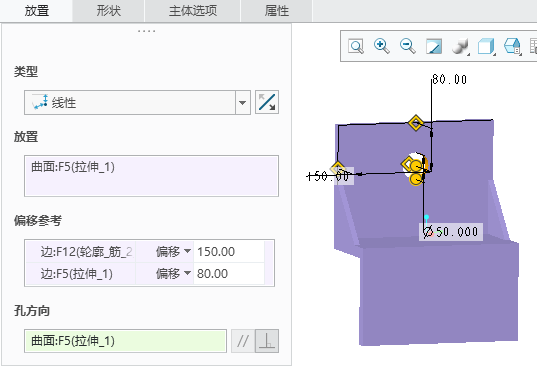 放置 形状 主体选项 属性
类型
线性
放置
曲面:F5(拉伸_1)
偏移参考
边:F12(轮廓_筋_2 偏移 150.00
边:F5(拉伸_1) 偏移 80.00
孔方向
曲面:F5(拉伸_1)
80.00
150.00
Ø50.000